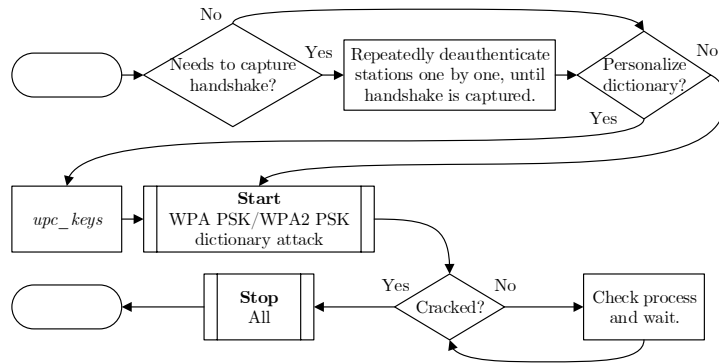 No
Needs to capture
handshake?
Yes
Repeatedly deauthenticate
stations one by one, until
handshake is captured.
Personalize
dictionary?
No
Yes
upc_keys
Start
WPA PSK/WPA2 PSK
dictionary attack
Stop
All
Yes
Cracked?
No
Check process
and wait.